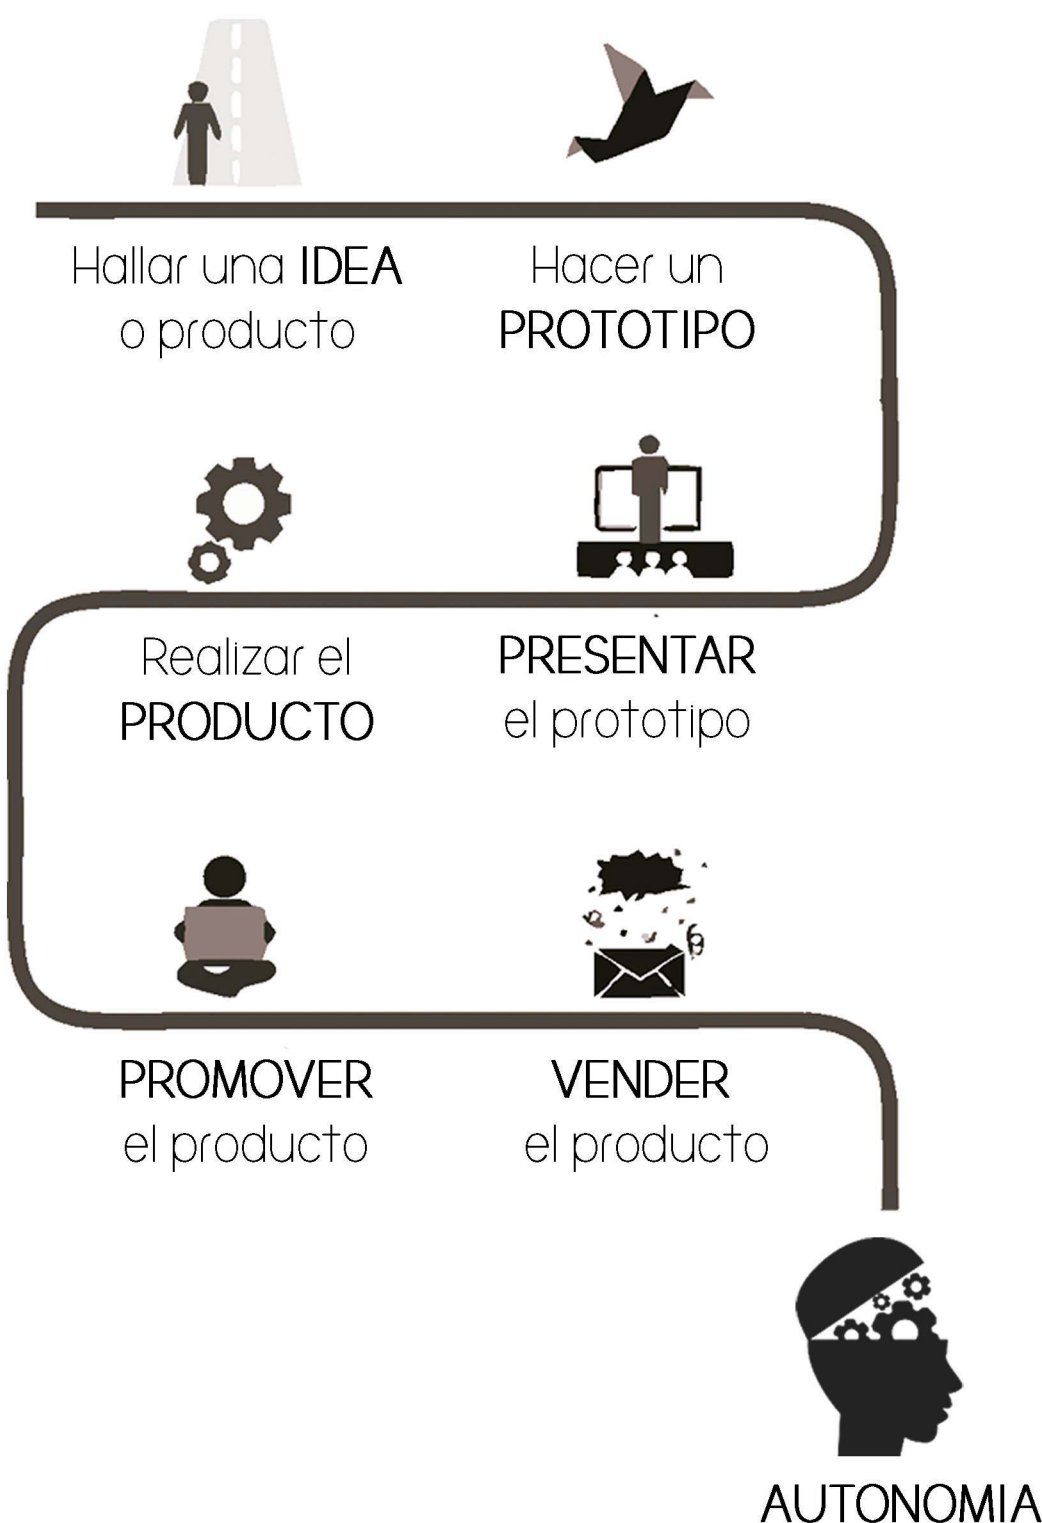 Hallar una IDEA
o producto
Hacer un
PROTOTIPO
PRESENTAR
el prototipo
Realizar el
PRODUCTO
PROMOVER
el producto
VENDER
el producto
AUTONOMIA